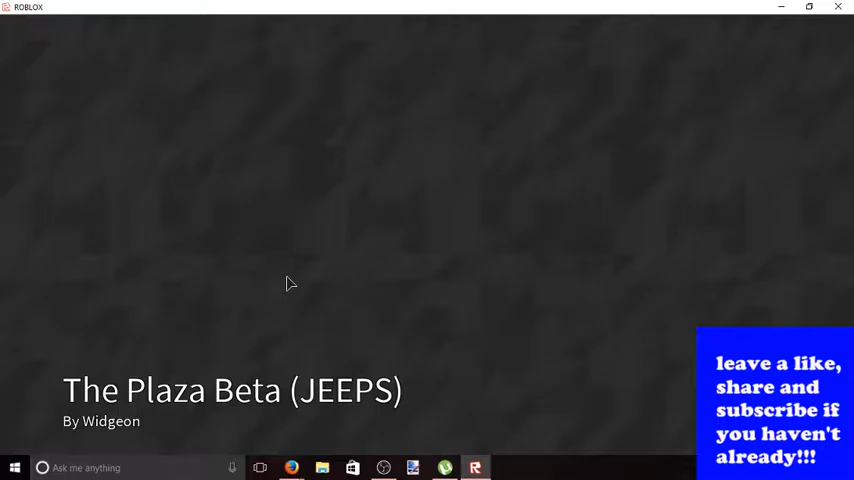 ROBLOX
The Plaza Beta (JEEPS)
By Widgeon
leave a like,
share and
subscribe if
you haven't
already!!!
Ask me anything